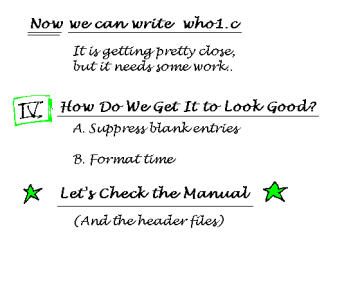 Now we can write who1.c
It is getting pretty close,
but it needs some work..
IV. How Do We Get It to Look Good?
A. Suppress blank entries
B. Format time
Let's Check the Manual
(And the header files)